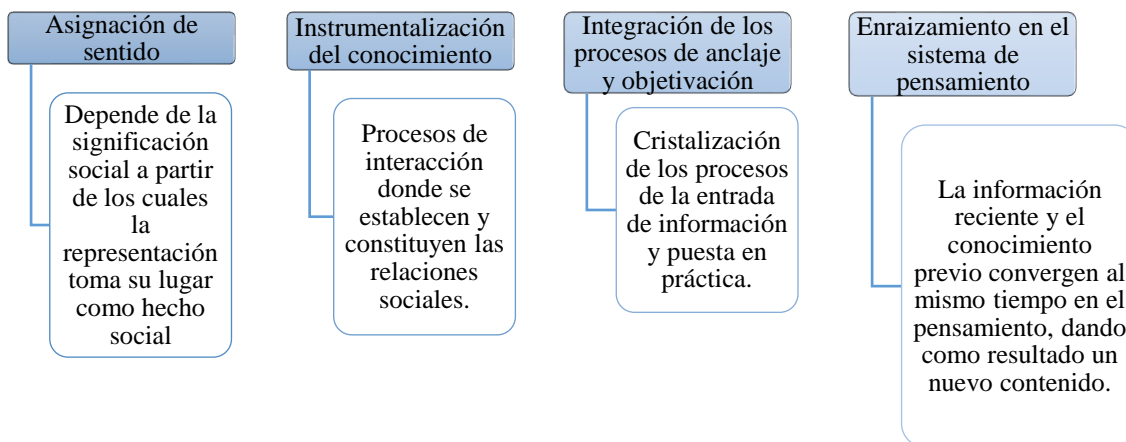 Asignación de
sentido
Depende de la
significación
social a partir
de los cuales
la
representación
toma su lugar
como hecho
social
Instrumentalización
del conocimiento
Procesos de
interacción
donde se
establecen y
constituyen las
relaciones
sociales.
Integración de los
procesos de anclaje
y objetivación
Cristalización
de los procesos
de la entrada
de información
y puesta en
práctica.
Enraizamiento en el
sistema de
pensamiento
La información
reciente y el
conocimiento
previo convergen al
mismo tiempo en el
pensamiento, dando
como resultado un
nuevo contenido.